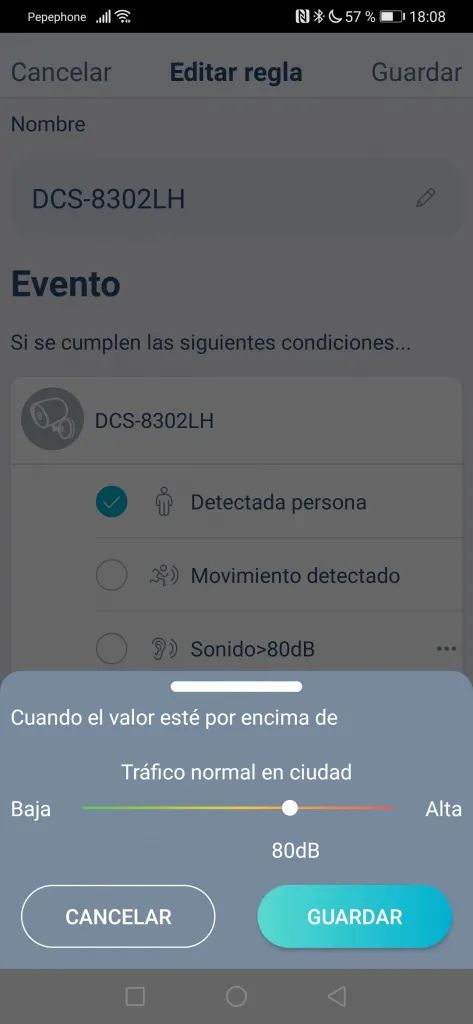 Pepephone 57 % 18:08
Cancelar Editar regla Guardar
Nombre
DCS-8302LH
Evento
Si se cumplen las siguientes condiciones...
DCS-8302LH
Detectada persona
Movimiento detectado
Sonido>80dB
Cuando el valor esté por encima de
Tráfico normal en ciudad
Baja Alta
80dB
CANCELAR GUARDAR